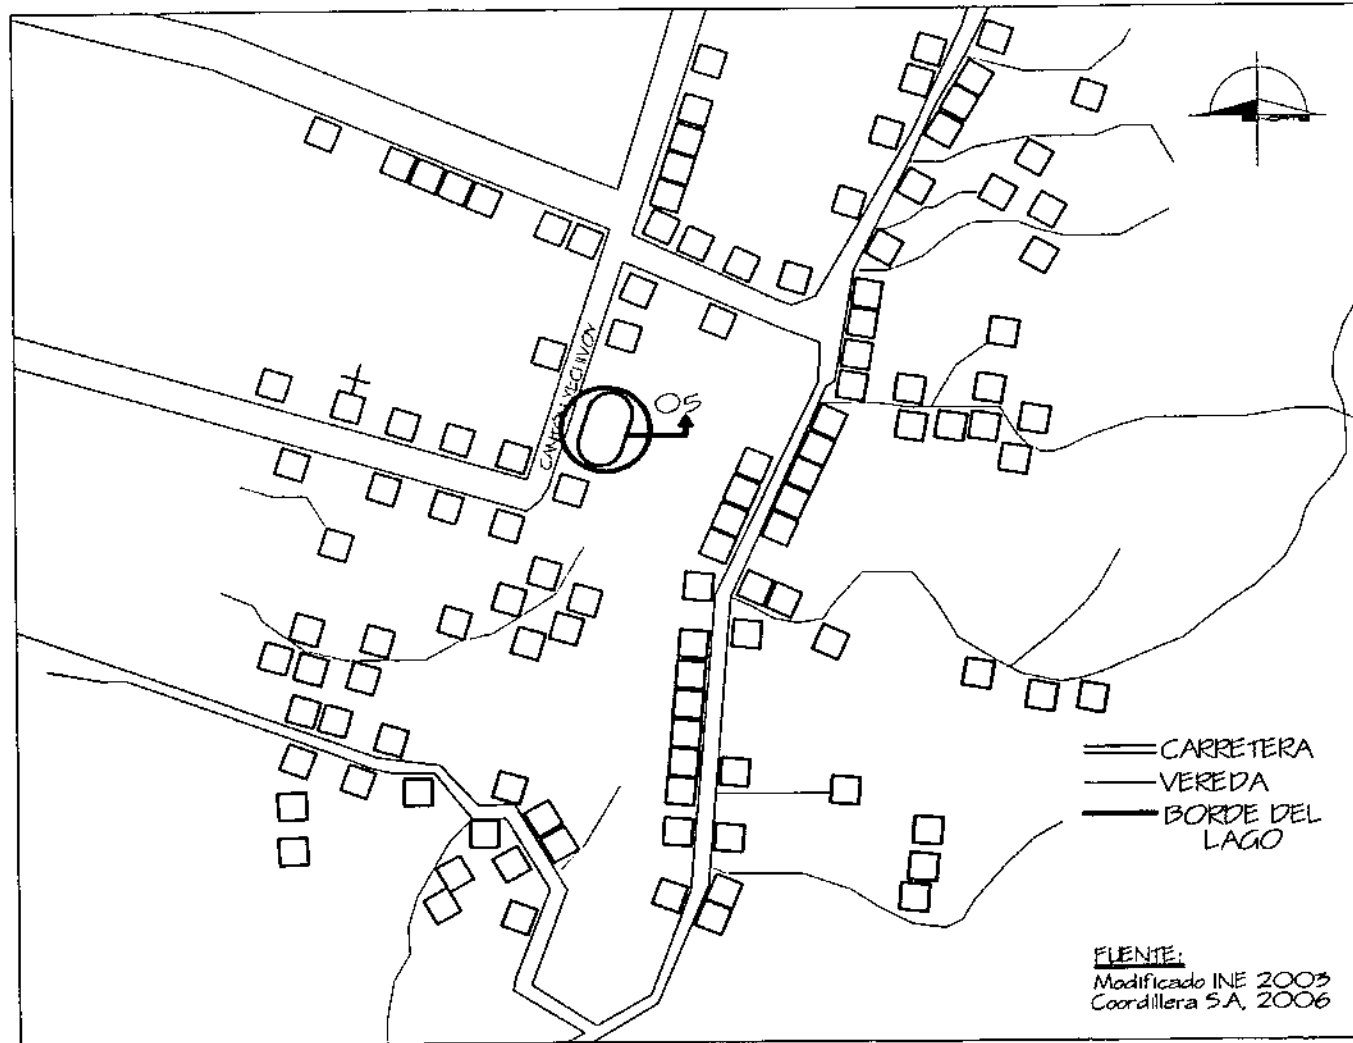 05
CARRETERA
VEREDA
BORDE DEL
LAGO
FUENTE:
Modificado INE 2003
Coordillera S.A, 2006